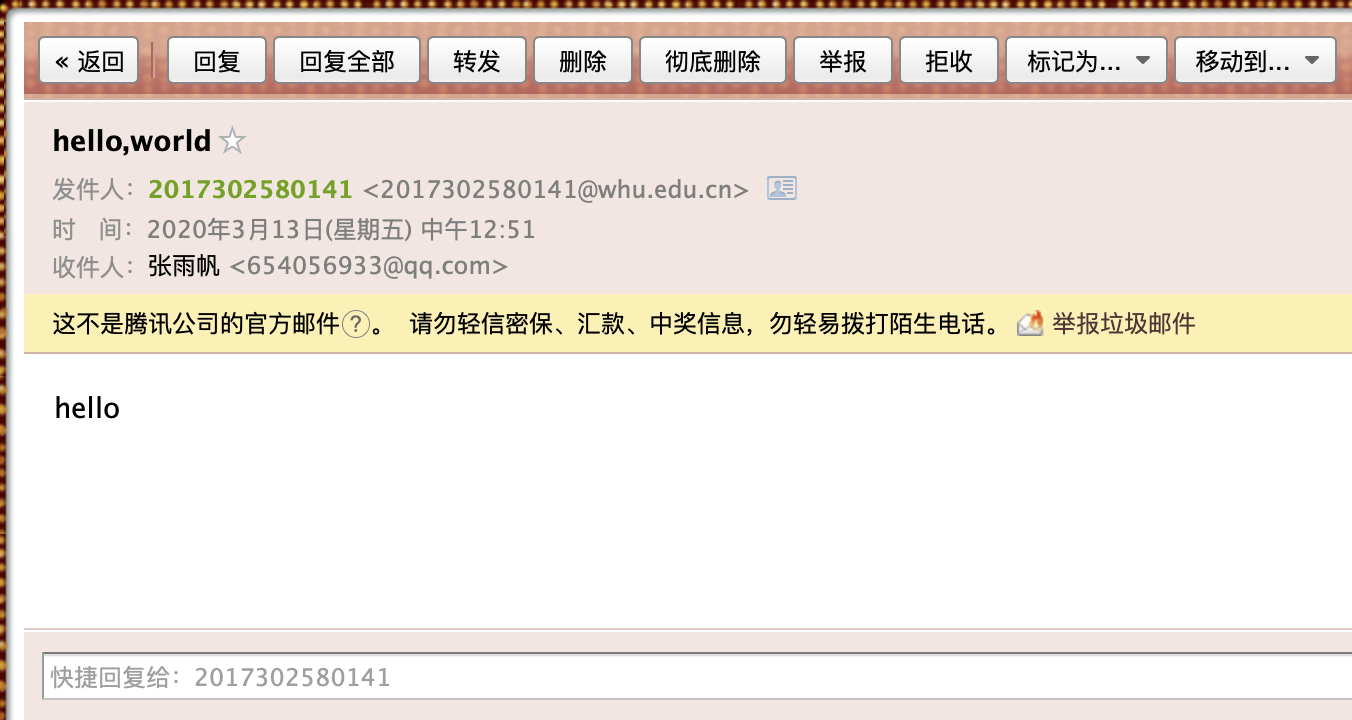 « 返回 回复 回复全部 转发 删除 彻底删除 举报 拒收 标记为... 移动到...
hello,world
发件人: 2017302580141 <2017302580141@whu.edu.cn>
时 间: 2020年3月13日(星期五) 中午12:51
收件人: 张雨帆 <654056933@qq.com>
这不是腾讯公司的官方邮件?。 请勿轻信密保、汇款、中奖信息，勿轻易拨打陌生电话。 举报垃圾邮件
hello
快捷回复给: 2017302580141